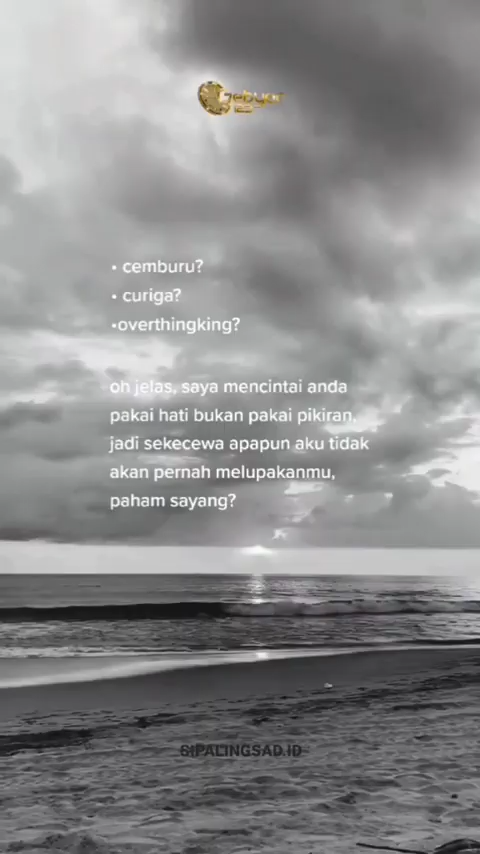 • cemburu?
• curiga?
•overthingking?
oh jelas, saya mencintai anda
pakai hati bukan pakai pikiran,
jadi sekecewa apapun aku tidak
akan pernah melupakanmu,
paham sayang?
SIPALINGSAD.ID